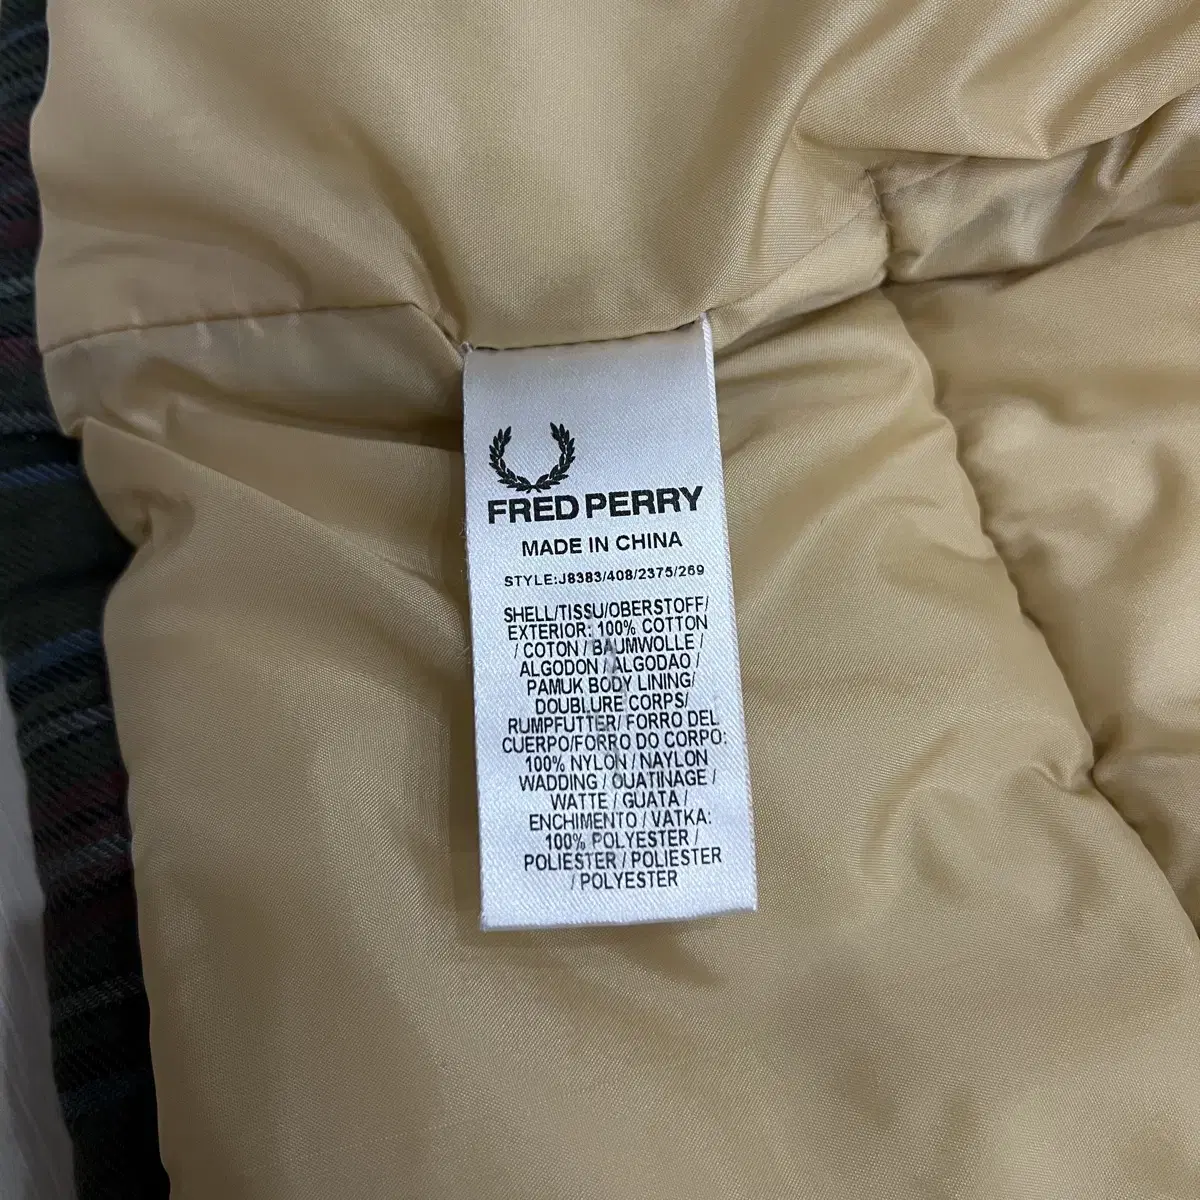 FRED PERRY
MADE IN CHINA
STYLE:J8383/408/2375/269
SHELL/TISSU/OBERSTOFF/
EXTERIOR: 100% COTTON
/ COTON / BAUMWOLLE /
ALGODON / ALGODAO /
PAMUK BODY LINING/
DOUBLURE CORPS/
RUMPFUTTER/ FORRO DEL
CUERPO/FORRO DO CORPO:
100% NYLON / NAYLON
WADDING / OUATINAGE /
WATTE / GUATA /
ENCHIMENTO / VATKA:
100% POLYESTER /
POLIESTER / POLIESTER
/ POLYESTER